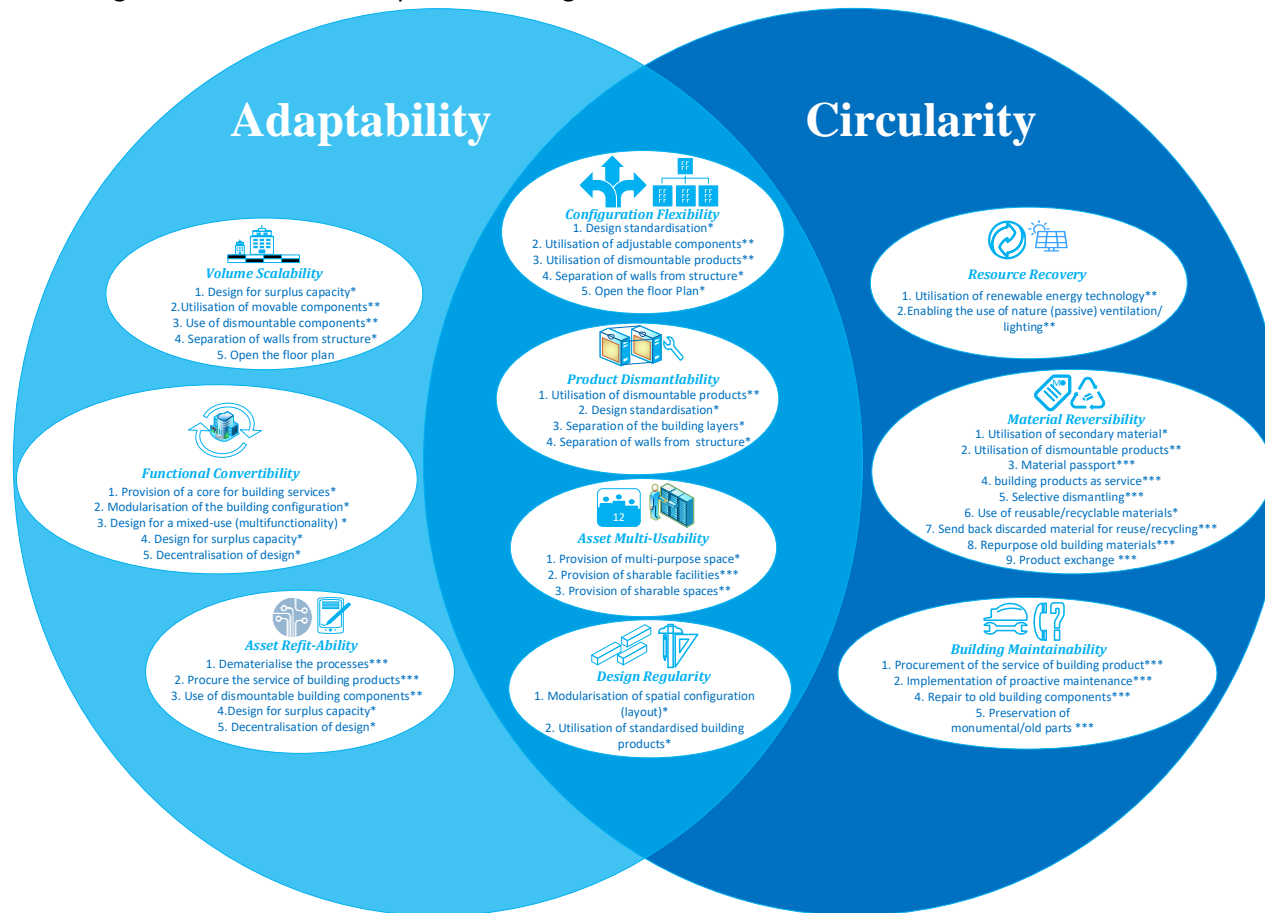 Adaptability
Circularity
Configuration Flexibility
1. Design standardisation*
2. Utilisation of adjustable components**
3. Utilisation of dismountable products**
4. Separation of walls from structure*
5. Open the floor Plan*
Volume Scalability
1. Design for surplus capacity*
2.Utilisation of movable components**
3. Use of dismountable components**
4. Separation of walls from structure*
5. Open the floor plan
Resource Recovery
1. Utilisation of renewable energy technology**
2.Enabling the use of nature (passive) ventilation/
lighting**
Product Dismantlability
1. Utilisation of dismountable products**
2. Design standardisation*
3. Separation of the building layers*
4. Separation of walls from structure*
Functional Convertibility
1. Provision of a core for building services*
2. Modularisation of the building configuration*
3. Design for a mixed-use (multifunctionality) *
4. Design for surplus capacity*
5. Decentralisation of design*
Material Reversibility
1. Utilisation of secondary material*
2. Utilisation of dismountable products**
3. Material passport***
4. building products as service***
5. Selective dismantling***
6. Use of reusable/recyclable materials*
7. Send back discarded material for reuse/recycling***
8. Repurpose old building materials***
9. Product exchange ***
12
Asset Multi-Usability
1. Provision of multi-purpose space*
2. Provision of sharable facilities***
3. Provision of sharable spaces**
Asset Refit-Ability
1. Dematerialise the processes***
2. Procure the service of building products***
3. Use of dismountable building components**
4.Design for surplus capacity*
5. Decentralisation of design*
Design Regularity
1. Modularisation of spatial configuration
(layout)*
2. Utilisation of standardised building
products*
Building Maintainability
1. Procurement of the service of building product***
2. Implementation of proactive maintenance***
4. Repair to old building components***
5. Preservation of
monumental/old parts ***